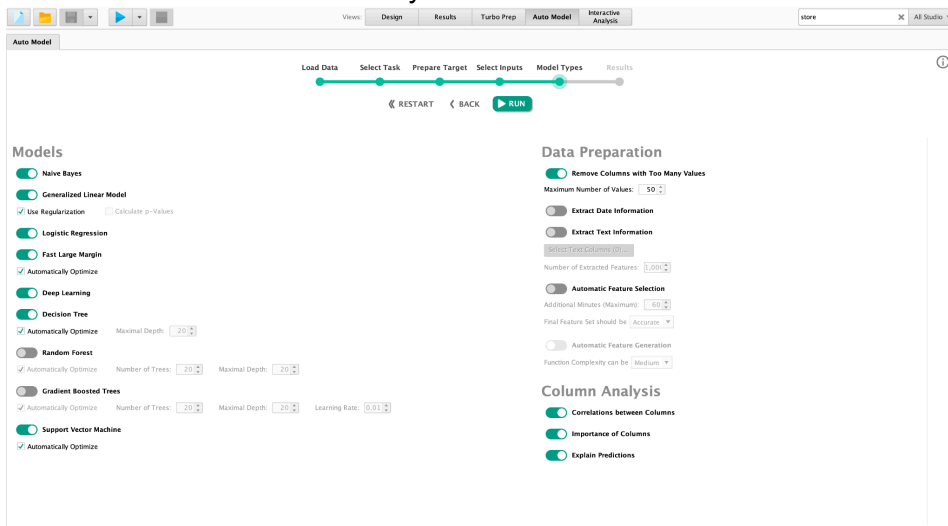 Views:
Design
Results
Turbo Prep
Auto Model
Interactive
Analysis
store
All Studio
Auto Model
Load Data
Select Task
Prepare Target
Select Inputs
Model Types
Results
RESTART
BACK
RUN
Models
Naive Bayes
Generalized Linear Model
Use Regularization
Calculate p-Values
Logistic Regression
Fast Large Margin
Automatically Optimize
Deep Learning
Decision Tree
Automatically Optimize Maximal Depth: 20
Random Forest
Automatically Optimize Number of Trees: 20 Maximal Depth: 20
Gradient Boosted Trees
Automatically Optimize Number of Trees: 20 Maximal Depth: 20 Learning Rate: 0.01
Support Vector Machine
Automatically Optimize
Data Preparation
Remove Columns with Too Many Values
Maximum Number of Values: 50
Extract Date Information
Extract Text Information
Select Text Columns (0)...
Number of Extracted Features: 1,000
Automatic Feature Selection
Additional Minutes (Maximum): 60
Final Feature Set should be Accurate
Automatic Feature Generation
Function Complexity can be Medium
Column Analysis
Correlations between Columns
Importance of Columns
Explain Predictions